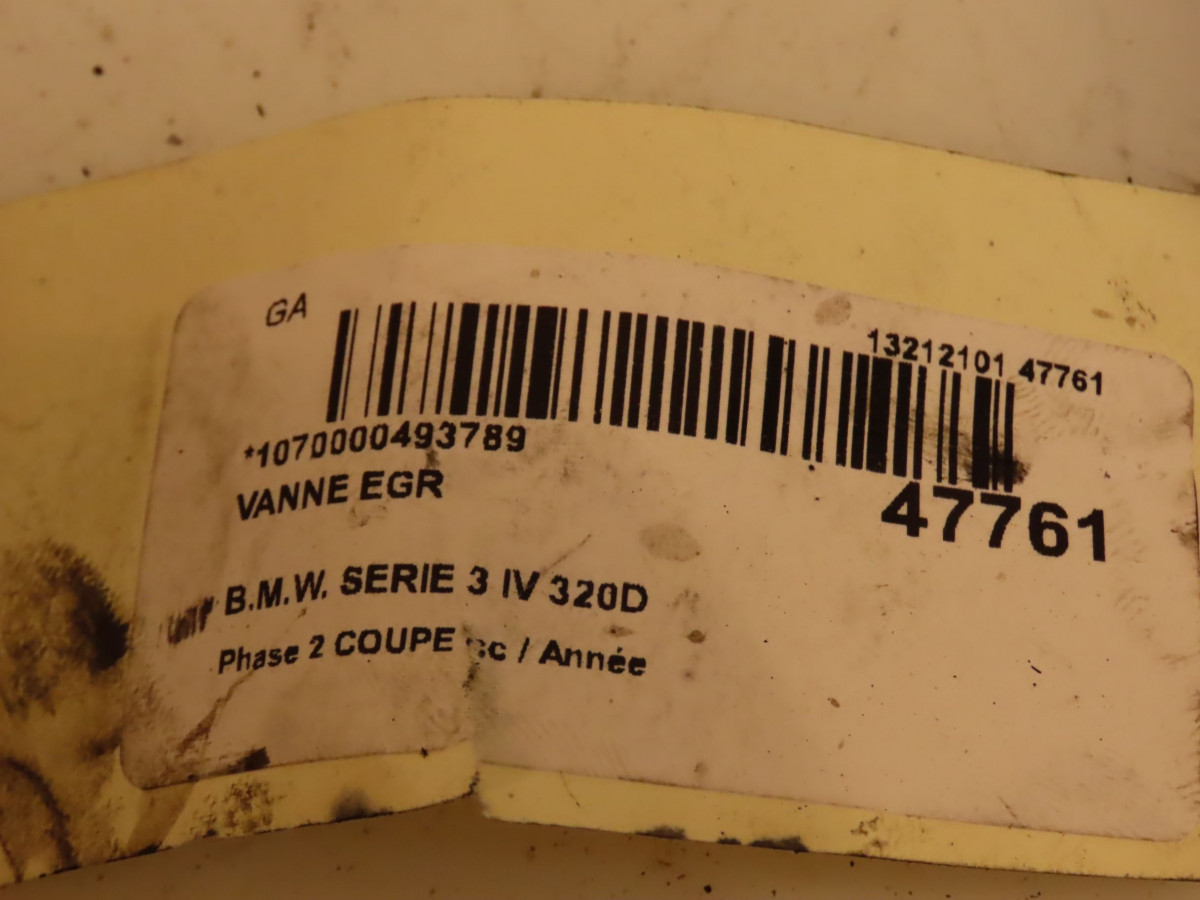 GA
13212101 47761
*1070000493789
VANNE EGR
47761
B.M.W. SERIE 3 IV 320D
Phase 2 COUPE / Année